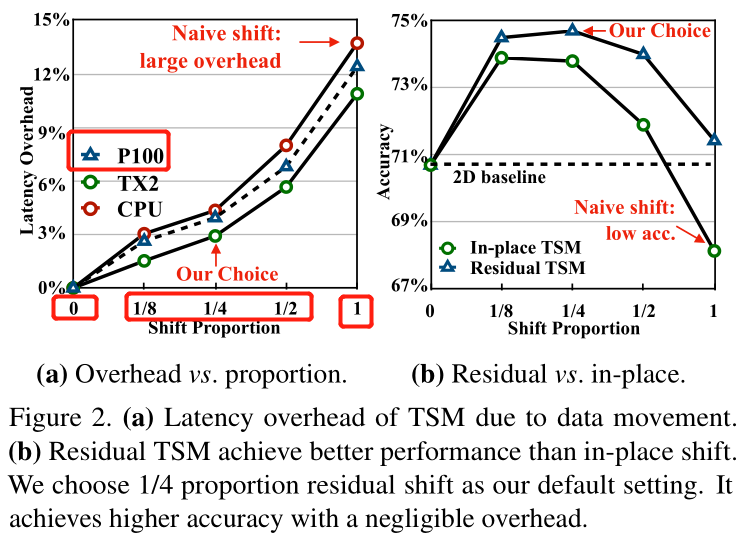 15%
12%
9%
6%
3%
0%
Latency Overhead
Naive shift:
large overhead
P100
TX2
CPU
Our Choice
0 1/8 1/4 1/2 1
Shift Proportion
75%
73%
71%
69%
67%
Accuracy
Our Choice
2D baseline
Naive shift:
low acc.
In-place TSM
Residual TSM
0 1/8 1/4 1/2 1
Shift Proportion
(a) Overhead vs. proportion.
(b) Residual vs. in-place.
Figure 2. (a) Latency overhead of TSM due to data movement.
(b) Residual TSM achieve better performance than in-place shift.
We choose 1/4 proportion residual shift as our default setting. It
achieves higher accuracy with a negligible overhead.